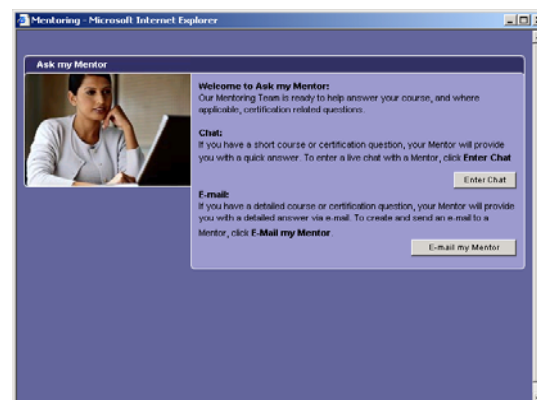 Mentoring - Microsoft Internet Explorer
Ask my Mentor
Welcome to Ask my Mentor:
Our Mentoring Team is ready to help answer your course, and where
applicable, certification related questions.
Chat:
If you have a short course or certification question, your Mentor will provide
you with a quick answer. To enter a live chat with a Mentor, click Enter Chat
Enter Chat
E-mail:
If you have a detailed course or certification question, your Mentor will provide
you with a detailed answer via e-mail. To create and send an e-mail to a
Mentor, click E-Mail my Mentor.
E-mail my Mentor